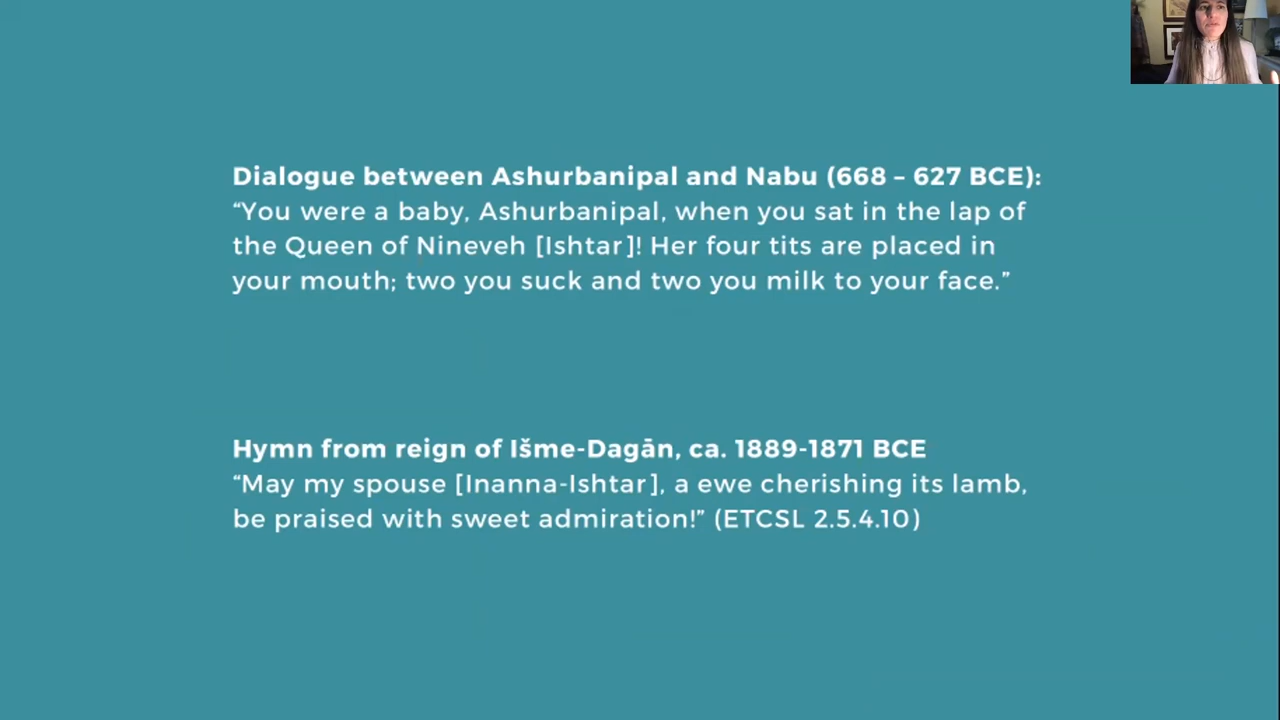 Dialogue between Ashurbanipal and Nabu (668 – 627 BCE):
“You were a baby, Ashurbanipal, when you sat in the lap of
the Queen of Nineveh [Ishtar]! Her four tits are placed in
your mouth; two you suck and two you milk to your face.”
Hymn from reign of Išme-Dagān, ca. 1889-1871 BCE
“May my spouse [Inanna-Ishtar], a ewe cherishing its lamb,
be praised with sweet admiration!” (ETCSL 2.5.4.10)